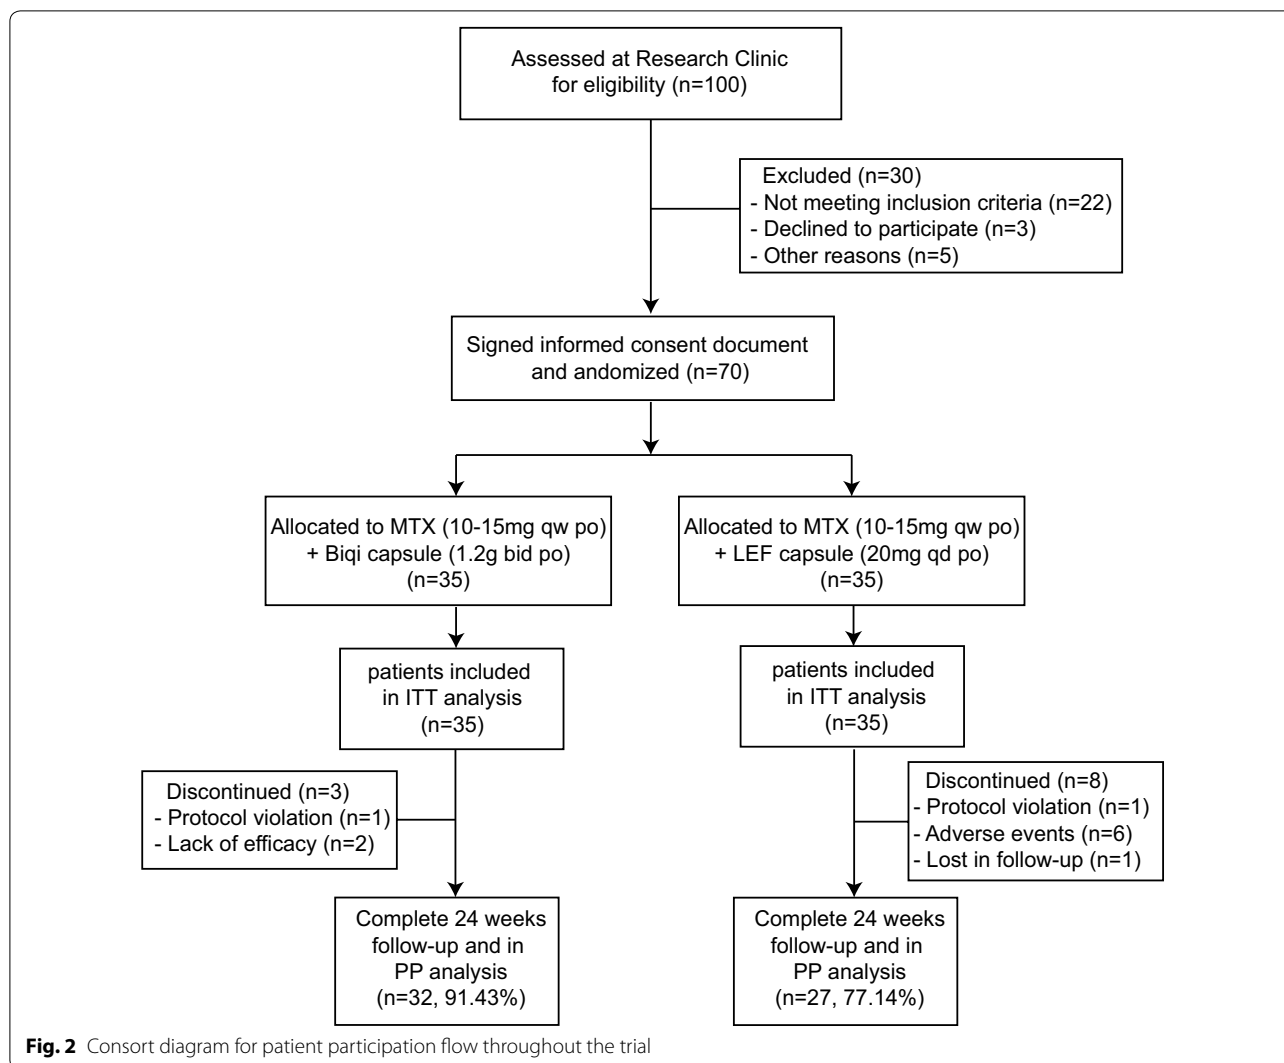 Assessed at Research Clinic
for eligibility (n=100)
Excluded (n=30)
- Not meeting inclusion criteria (n=22)
- Declined to participate (n=3)
- Other reasons (n=5)
Signed informed consent document
and andomized (n=70)
Allocated to MTX (10-15mg qw po)
+ Biqi capsule (1.2g bid po)
(n=35)
Allocated to MTX (10-15mg qw po)
+ LEF capsule (20mg qd po)
(n=35)
patients included
in ITT analysis
(n=35)
patients included
in ITT analysis
(n=35)
Discontinued (n=3)
- Protocol violation (n=1)
- Lack of efficacy (n=2)
Discontinued (n=8)
- Protocol violation (n=1)
- Adverse events (n=6)
- Lost in follow-up (n=1)
Complete 24 weeks
follow-up and in
PP analysis
(n=32, 91.43%)
Complete 24 weeks
follow-up and in
PP analysis
(n=27, 77.14%)
Fig. 2 Consort diagram for patient participation flow throughout the trial